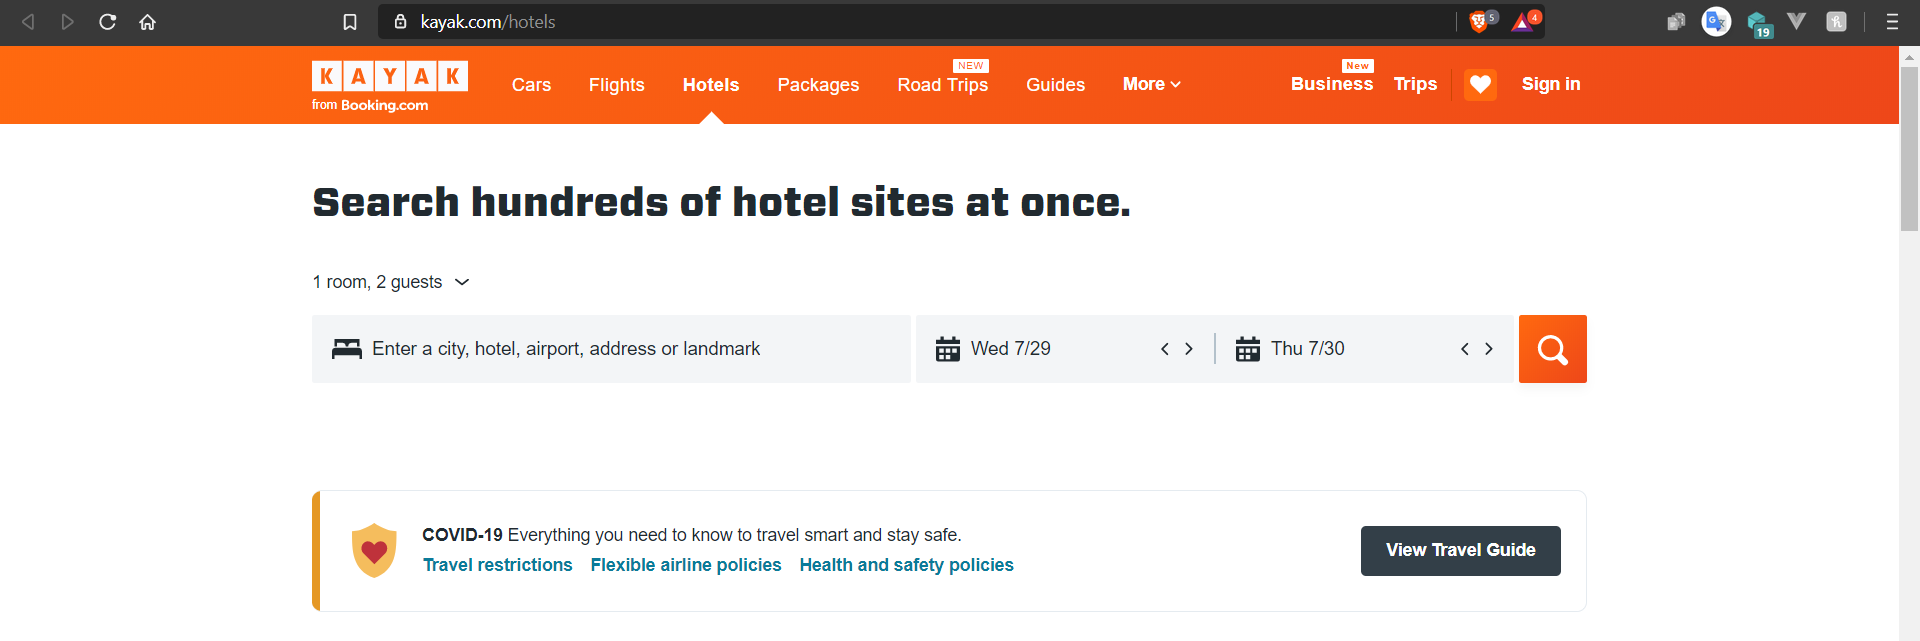 kayak.com/hotels
5
4
19
KAYAK
from Booking.com
Cars
Flights
Hotels
Packages
NEW
Road Trips
Guides
More
New
Business
Trips
Sign in
Search hundreds of hotel sites at once.
1 room, 2 guests
Enter a city, hotel, airport, address or landmark
Wed 7/29
Thu 7/30
COVID-19 Everything you need to know to travel smart and stay safe.
Travel restrictions Flexible airline policies Health and safety policies
View Travel Guide